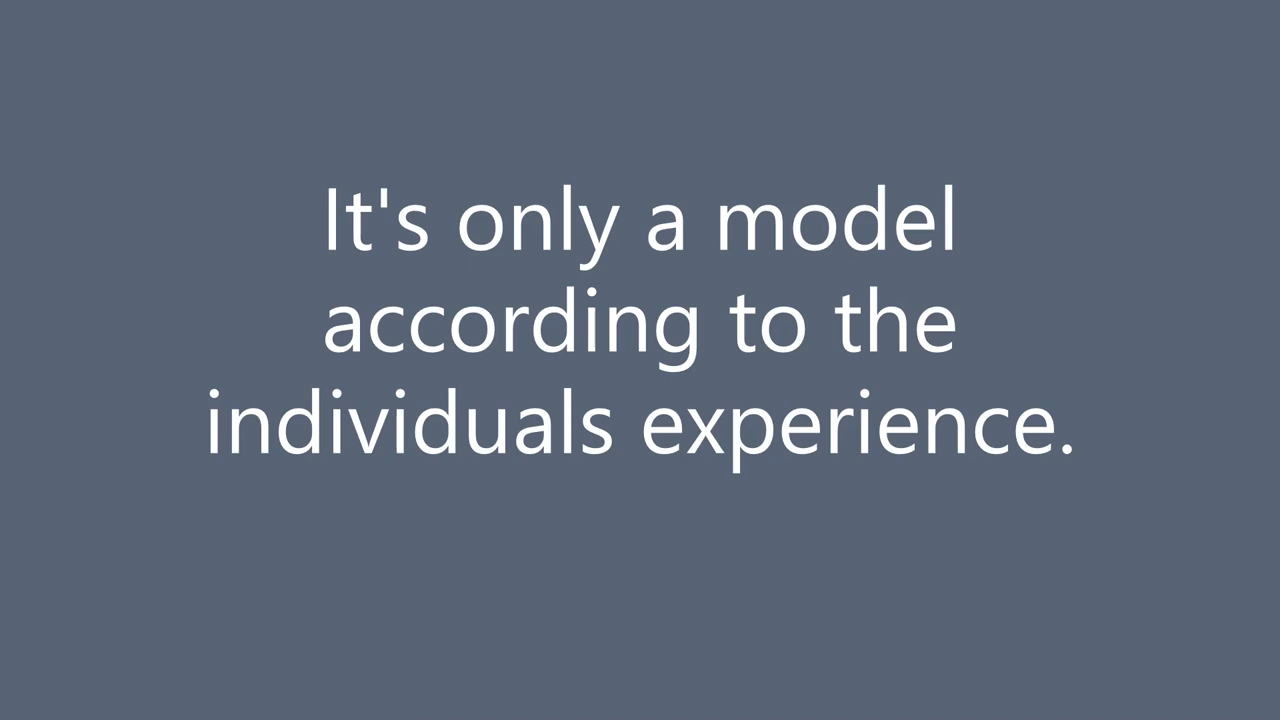 It's only a model
according to the
individuals experience.